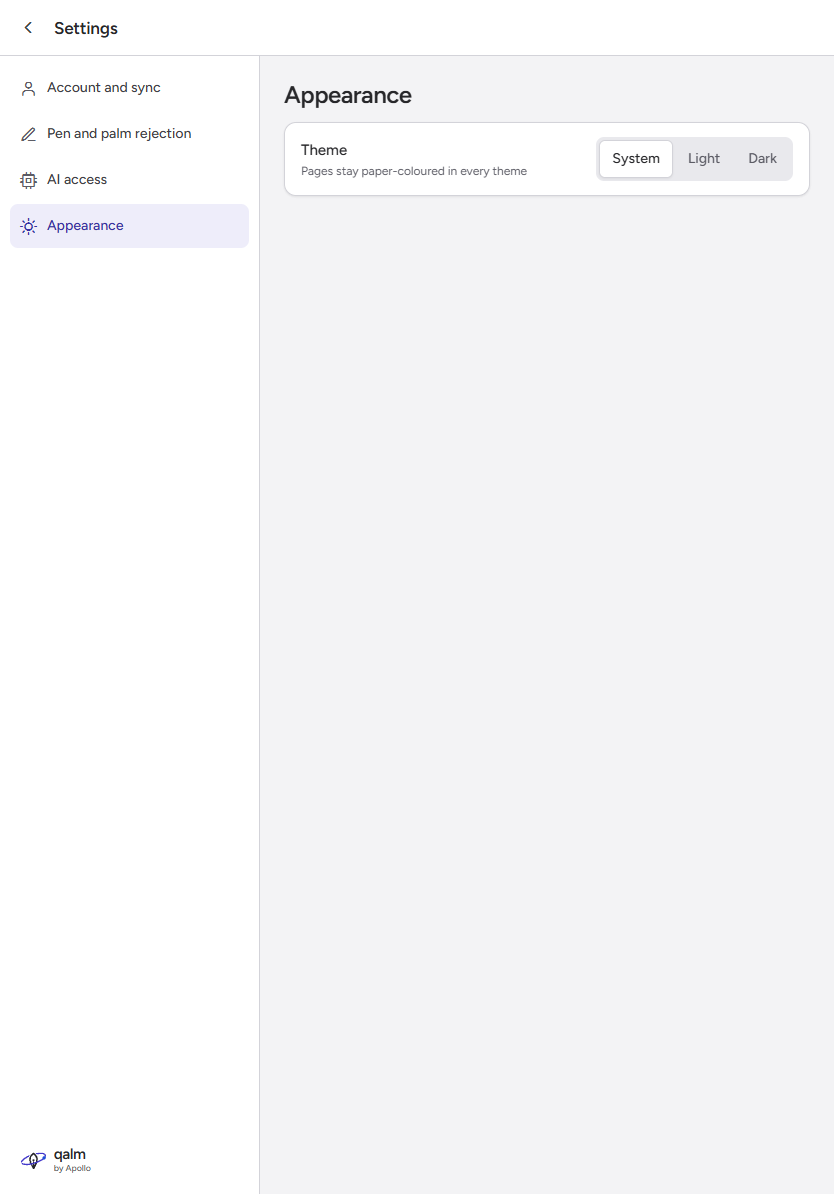 Settings
Account and sync
Pen and palm rejection
AI access
Appearance
Appearance
Theme
Pages stay paper-coloured in every theme
System
Light
Dark
qalm
by Apollo